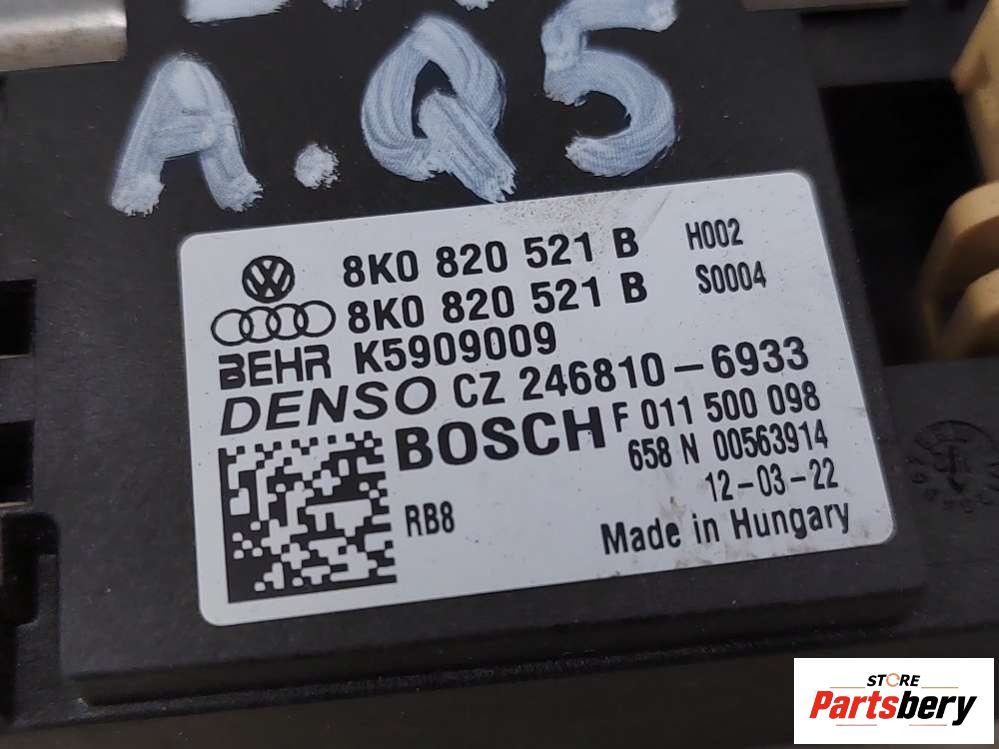 A.Q5
8K0 820 521 B H002
8K0 820 521 B S0004
BEHR K5909009
DENSO CZ 246810-6933
BOSCH F 011 500 098
658 N 00563914
12-03-22
RB8
Made in Hungary
STORE
Partsbery